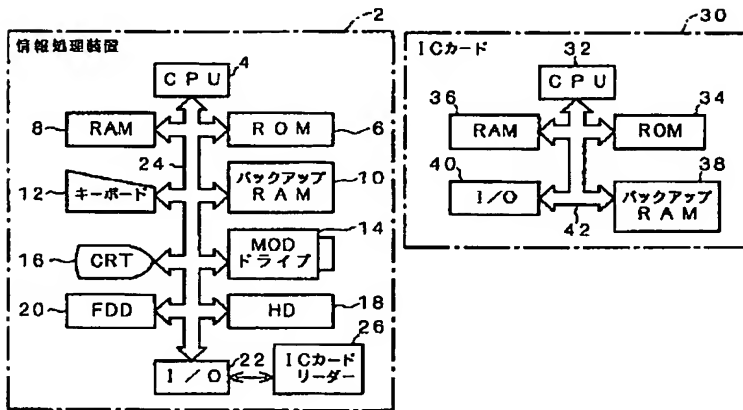 2
情報処理装置
CPU
4
8
RAM
ROM
6
24
12
キーボード
バックアップ
RAM
10
14
16
CRT
MOD
ドライブ
20
FDD
HD
18
26
I/O
22
ICカード
リーダー
30
ICカード
32
CPU
36
RAM
34
ROM
40
I/O
38
バックアップ
RAM
42